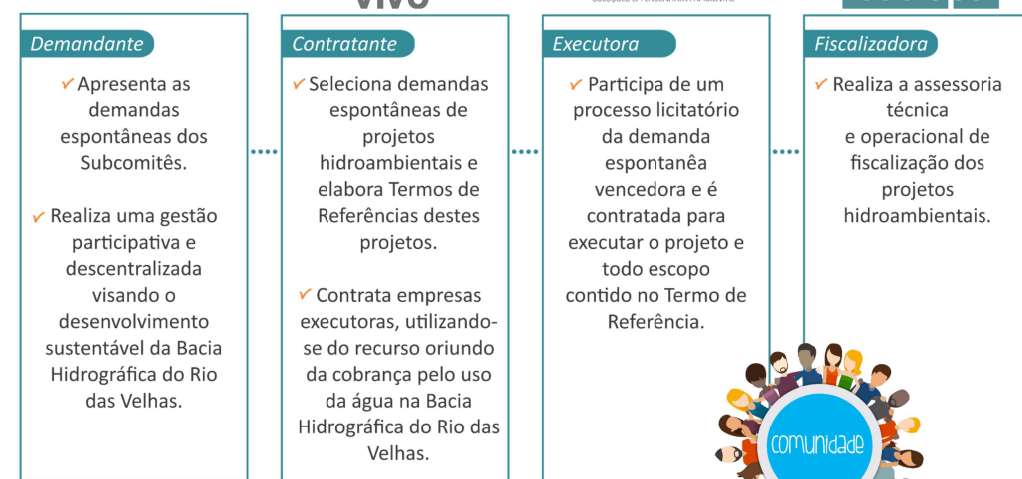 vivo
Demandante
Apresenta as
demandas
espontâneas dos
Subcomitês.
Realiza uma gestão
participativa e
descentralizada
visando o
desenvolvimento
sustentável da Bacia
Hidrográfica do Rio
das Velhas.
Contratante
Seleciona demandas
espontâneas de
projetos
hidroambientais e
elabora Termos de
Referências destes
projetos.
Contrata empresas
executoras, utilizando-
se do recurso oriundo
da cobrança pelo uso
da água na Bacia
Hidrográfica do Rio das
Velhas.
Executora
Participa de um
processo licitatório
da demanda
espontanêa
vencedora e é
contratada para
executar o projeto e
todo escopo
contido no Termo de
Referência.
Fiscalizadora
Realiza a assessoria
técnica
e operacional de
fiscalização dos
projetos
hidroambientais.
comunidade